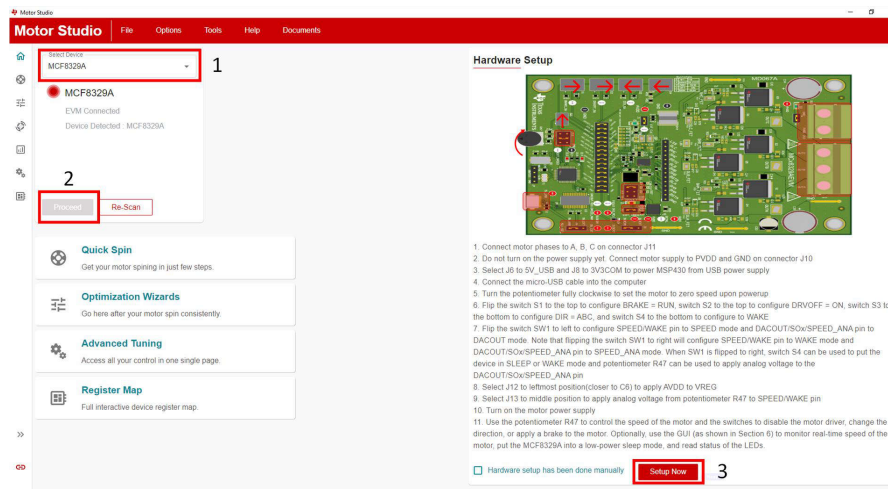 Motor Studio
Motor Studio File Options Tools Help Documents
Select Device
MCF8329A
1
MCF8329A
EVM Connected
Device Detected : MCF8329A
2
Proceed Re-Scan
Quick Spin
Get your motor spining in just few steps.
Optimization Wizards
Go here after your motor spin consistently.
Advanced Tuning
Access all your control in one single page.
Register Map
Full interactive device register map.
Hardware Setup
1. Connect motor phases to A, B, C on connector J11
2. Do not turn on the power supply yet. Connect motor supply to PVDD and GND on connector J10
3. Select J6 to 5V_USB and J8 to 3V3COM to power MSP430 from USB power supply
4. Connect the micro-USB cable into the computer
5. Turn the potentiometer fully clockwise to set the motor to zero speed upon powerup
6. Flip the switch S1 to the top to configure BRAKE = RUN, switch S2 to the top to configure DRVOFF = ON, switch S3 to
the bottom to configure DIR = ABC, and switch S4 to the bottom to configure to WAKE
7. Flip the switch SW1 to left to configure SPEED/WAKE pin to SPEED mode and DACOUT/SOx/SPEED_ANA pin to
DACOUT mode. Note that flipping the switch SW1 to right will configure SPEED/WAKE pin to WAKE mode and
DACOUT/SOx/SPEED_ANA pin to SPEED_ANA mode. When SW1 is flipped to right, switch S4 can be used to put the
device in SLEEP or WAKE mode and potentiometer R47 can be used to apply analog voltage to the
DACOUT/SOx/SPEED_ANA pin
8. Select J12 to leftmost position(closer to C6) to apply AVDD to VREG
9. Select J13 to middle position to apply analog voltage from potentiometer R47 to SPEED/WAKE pin
10. Turn on the motor power supply
11. Use the potentiometer R47 to control the speed of the motor and the switches to disable the motor driver, change the
direction, or apply a brake to the motor. Optionally, use the GUI (as shown in Section 6) to monitor real-time speed of the
motor, put the MCF8329A into a low-power sleep mode, and read status of the LEDs.
Hardware setup has been done manually Setup Now 3